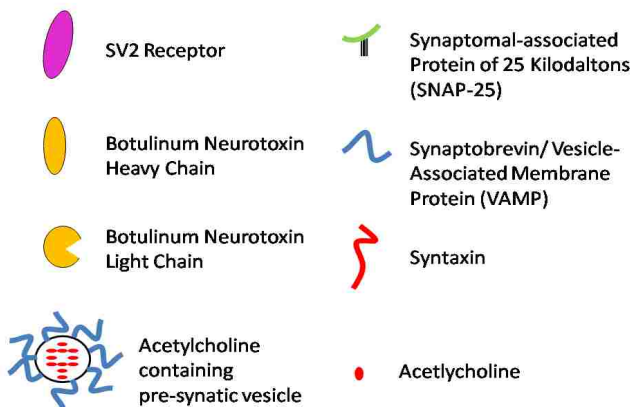 SV2 Receptor
Botulinum Neurotoxin
Heavy Chain
Botulinum Neurotoxin
Light Chain
Acetylcholine
containing
pre-synatic vesicle
Synaptomal-associated
Protein of 25 Kilodaltons
(SNAP-25)
Synaptobrevin/ Vesicle-
Associated Membrane
Protein (VAMP)
Syntaxin
Acetlycholine